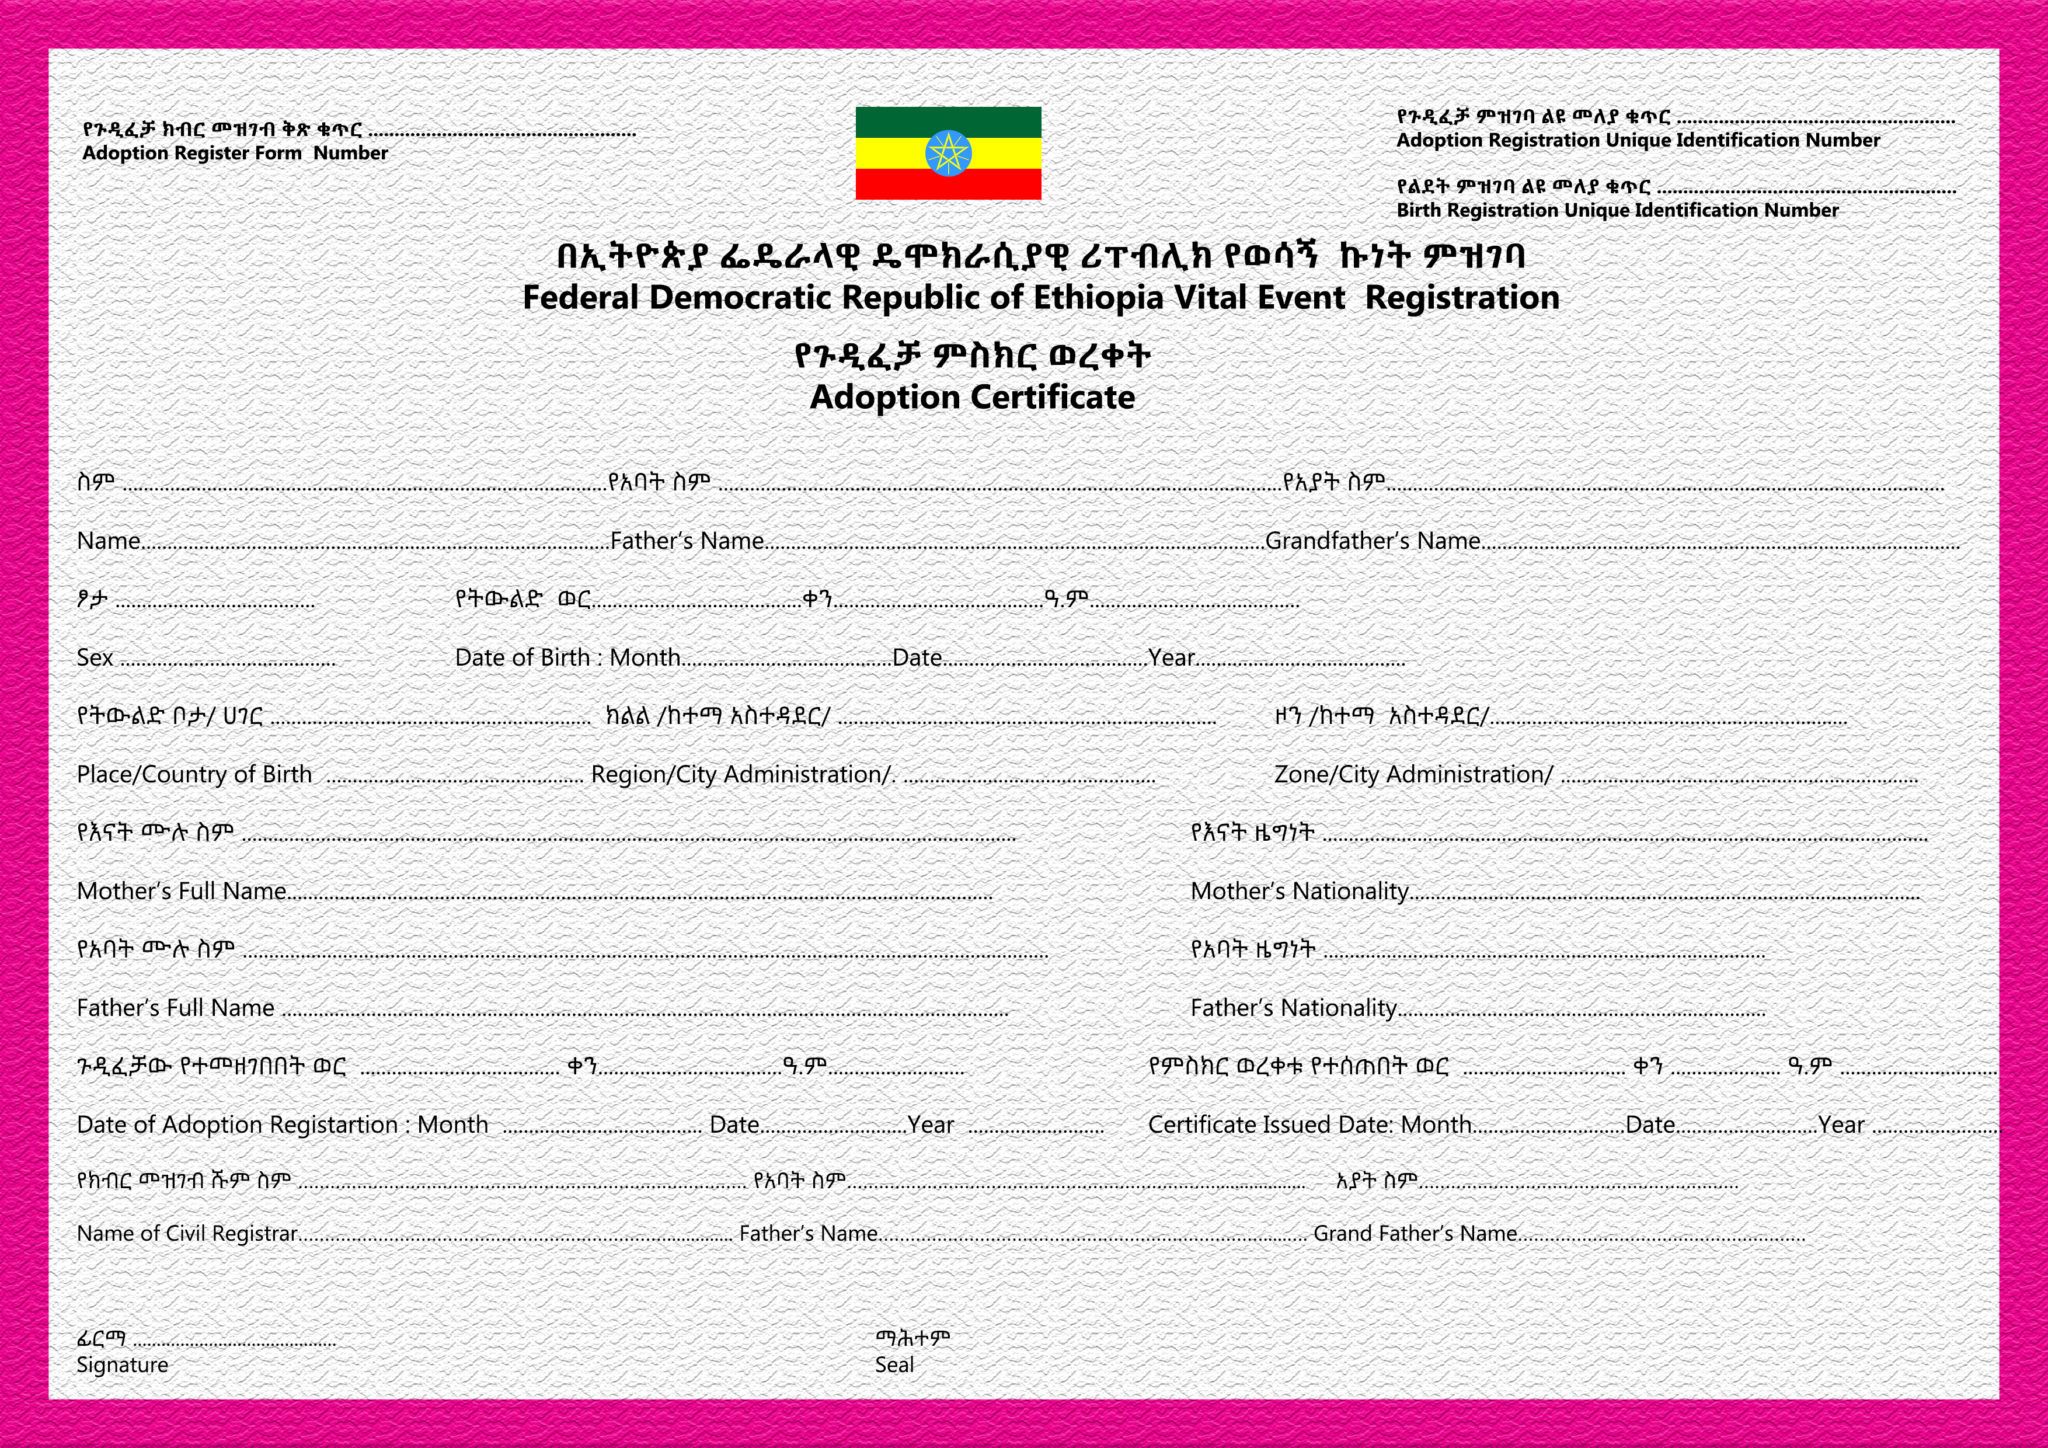 የጉዲፈቻ ክብር መዝገብ ቅጽ ቁጥር ................................................
Adoption Register Form  Number
የጉዲፈቻ ምዝገባ ልዩ መለያ ቁጥር ................................................
Adoption Registration Unique Identification Number
የልደት ምዝገባ ልዩ መለያ ቁጥር ................................................
Birth Registration Unique Identification Number
በኢትዮጵያ ፌዴራላዊ ዴሞክራሲያዊ ሪፐብሊክ የወሳኝ  ኩነት ምዝገባ
Federal Democratic Republic of Ethiopia Vital Event  Registration
የጉዲፈቻ ምስክር ወረቀት
Adoption Certificate
ስም ................................የአባት ስም ................................የአያት ስም................................
Name................................Father’s Name................................Grandfather’s Name................................
ፆታ ................................ የትውልድ  ወር................................ቀን................................ዓ.ም................................
Sex ................................ Date of Birth : Month................................Date................................Year................................
የትውልድ ቦታ/ ሀገር ................................ ክልል /ከተማ አስተዳደር/ ................................ ዞን /ከተማ  አስተዳደር/................................
Place/Country of Birth  ................................ Region/City Administration/. ................................ Zone/City Administration/ ................................
የእናት ሙሉ ስም ................................ የእናት ዜግነት ................................
Mother’s Full Name................................ Mother’s Nationality................................
የአባት ሙሉ ስም ................................ የአባት ዜግነት ................................
Father’s Full Name ................................ Father’s Nationality................................
ጉዲፈቻው የተመዘገበበት ወር  ................................ ቀን................................ዓ.ም........................ የምስክር ወረቀቱ የተሰጠበት ወር  ................................ ቀን ..................... ዓ.ም ..............................
Date of Adoption Registartion : Month  ................................ Date............................Year  .......................... Certificate Issued Date: Month.............................Date...........................Year .........................
የክብር መዝገብ ሹም ስም ................................ የአባት ስም................................ አያት ስም................................
Name of Civil Registrar................................ Father’s Name................................ Grand Father’s Name................................
ፊርማ ................................
Signature
ማሕተም
Seal